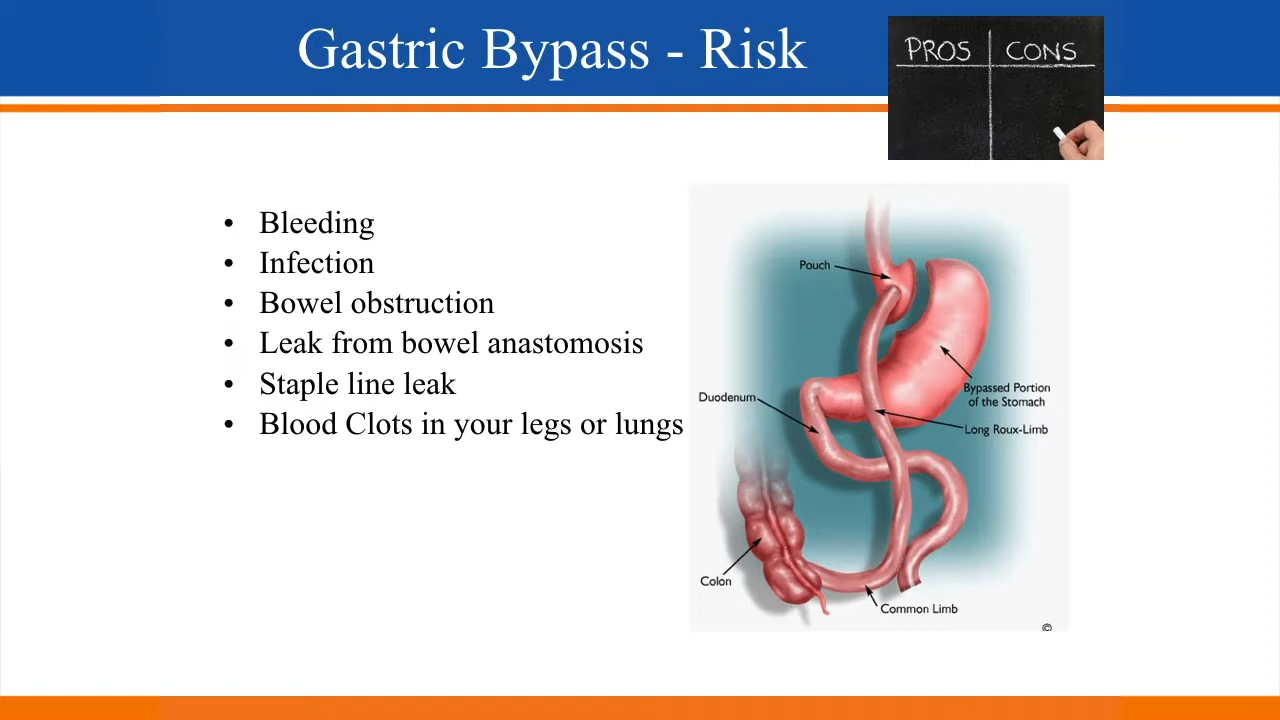 Gastric Bypass - Risk
PROS CONS
• Bleeding
• Infection
• Bowel obstruction
• Leak from bowel anastomosis
• Staple line leak
• Blood Clots in your legs or lungs
Pouch
Bypassed Portion
of the Stomach
Duodenum
Long Roux-Limb
Colon
Common Limb
©